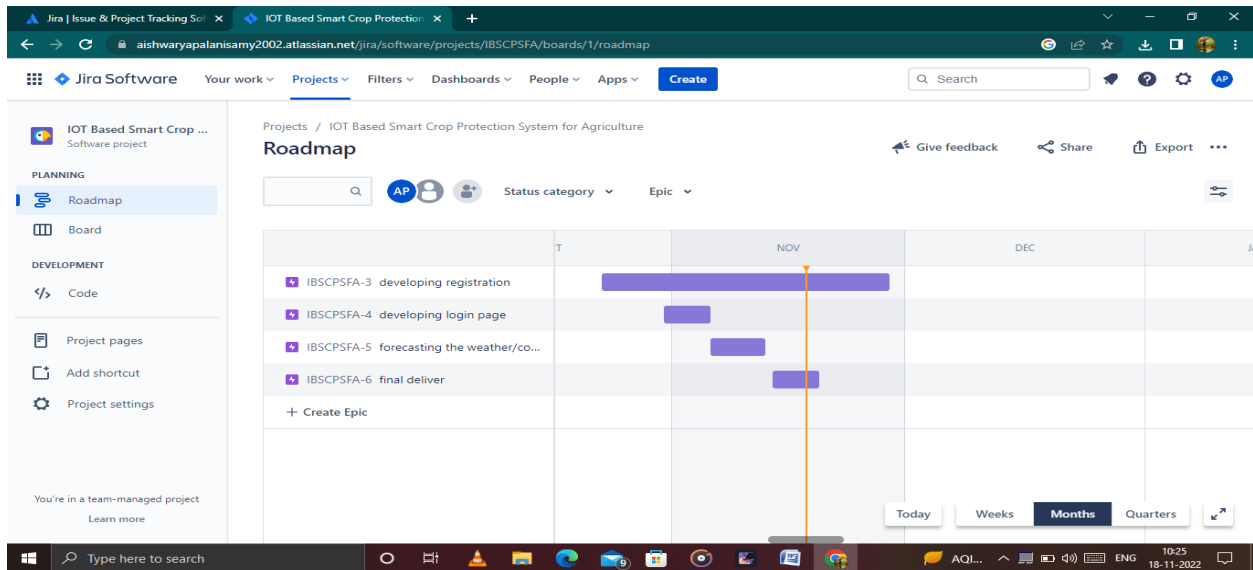 Jira | Issue & Project Tracking Sof
IOT Based Smart Crop Protection
aishwaryapalanisamy2002.atlassian.net/jira/software/projects/IBSCPSFA/boards/1/roadmap
Jira Software Your work Projects Filters Dashboards People Apps Create Search AP
IOT Based Smart Crop ...
Software project
PLANNING
Roadmap
Board
DEVELOPMENT
Code
Project pages
Add shortcut
Project settings
You're in a team-managed project
Learn more
Projects / IOT Based Smart Crop Protection System for Agriculture
Roadmap
Give feedback Share Export
AP Status category Epic
T NOV DEC JA
IBSCPSFA-3 developing registration
IBSCPSFA-4 developing login page
IBSCPSFA-5 forecasting the weather/co...
IBSCPSFA-6 final deliver
+ Create Epic
Today Weeks Months Quarters
Type here to search 9 AQI... ENG 10:25
18-11-2022